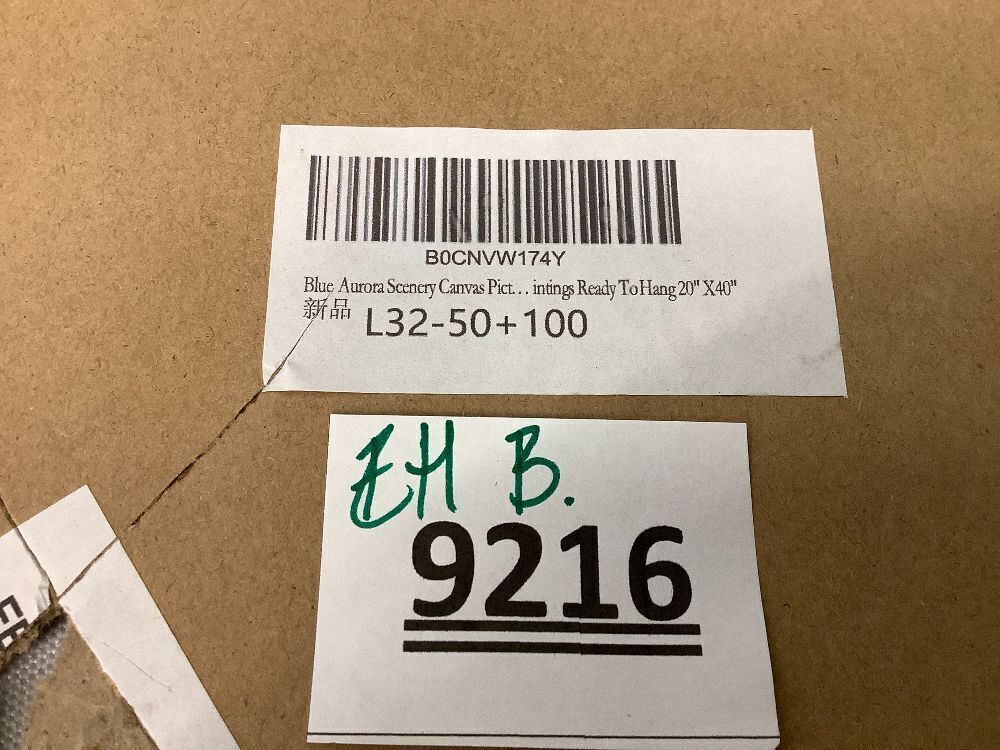 B0CNVW174Y
Blue Aurora Scenery Canvas Pict... intings Ready To Hang 20" X40"
新品
L32-50+100
EH B.
9216